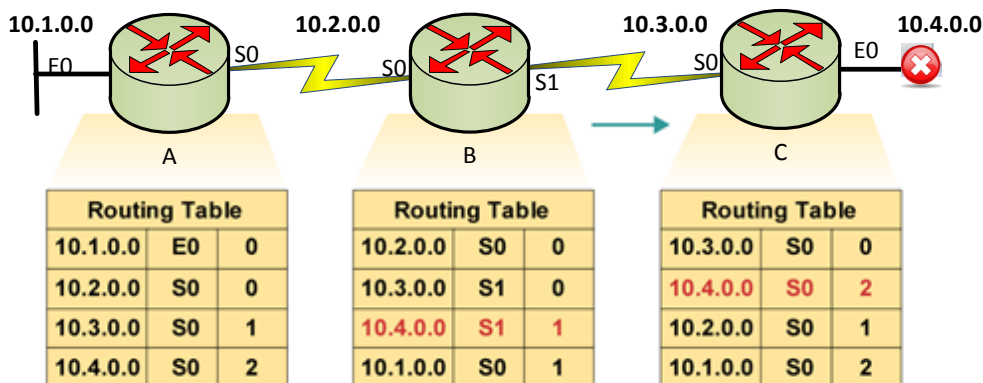 10.1.0.0 10.2.0.0 10.3.0.0 10.4.0.0
E0 S0 S0 S1 S0 E0
A B C
Routing Table
10.1.0.0 E0 0
10.2.0.0 S0 0
10.3.0.0 S0 1
10.4.0.0 S0 2
Routing Table
10.2.0.0 S0 0
10.3.0.0 S1 0
10.4.0.0 S1 1
10.1.0.0 S0 1
Routing Table
10.3.0.0 S0 0
10.4.0.0 S0 2
10.2.0.0 S0 1
10.1.0.0 S0 2